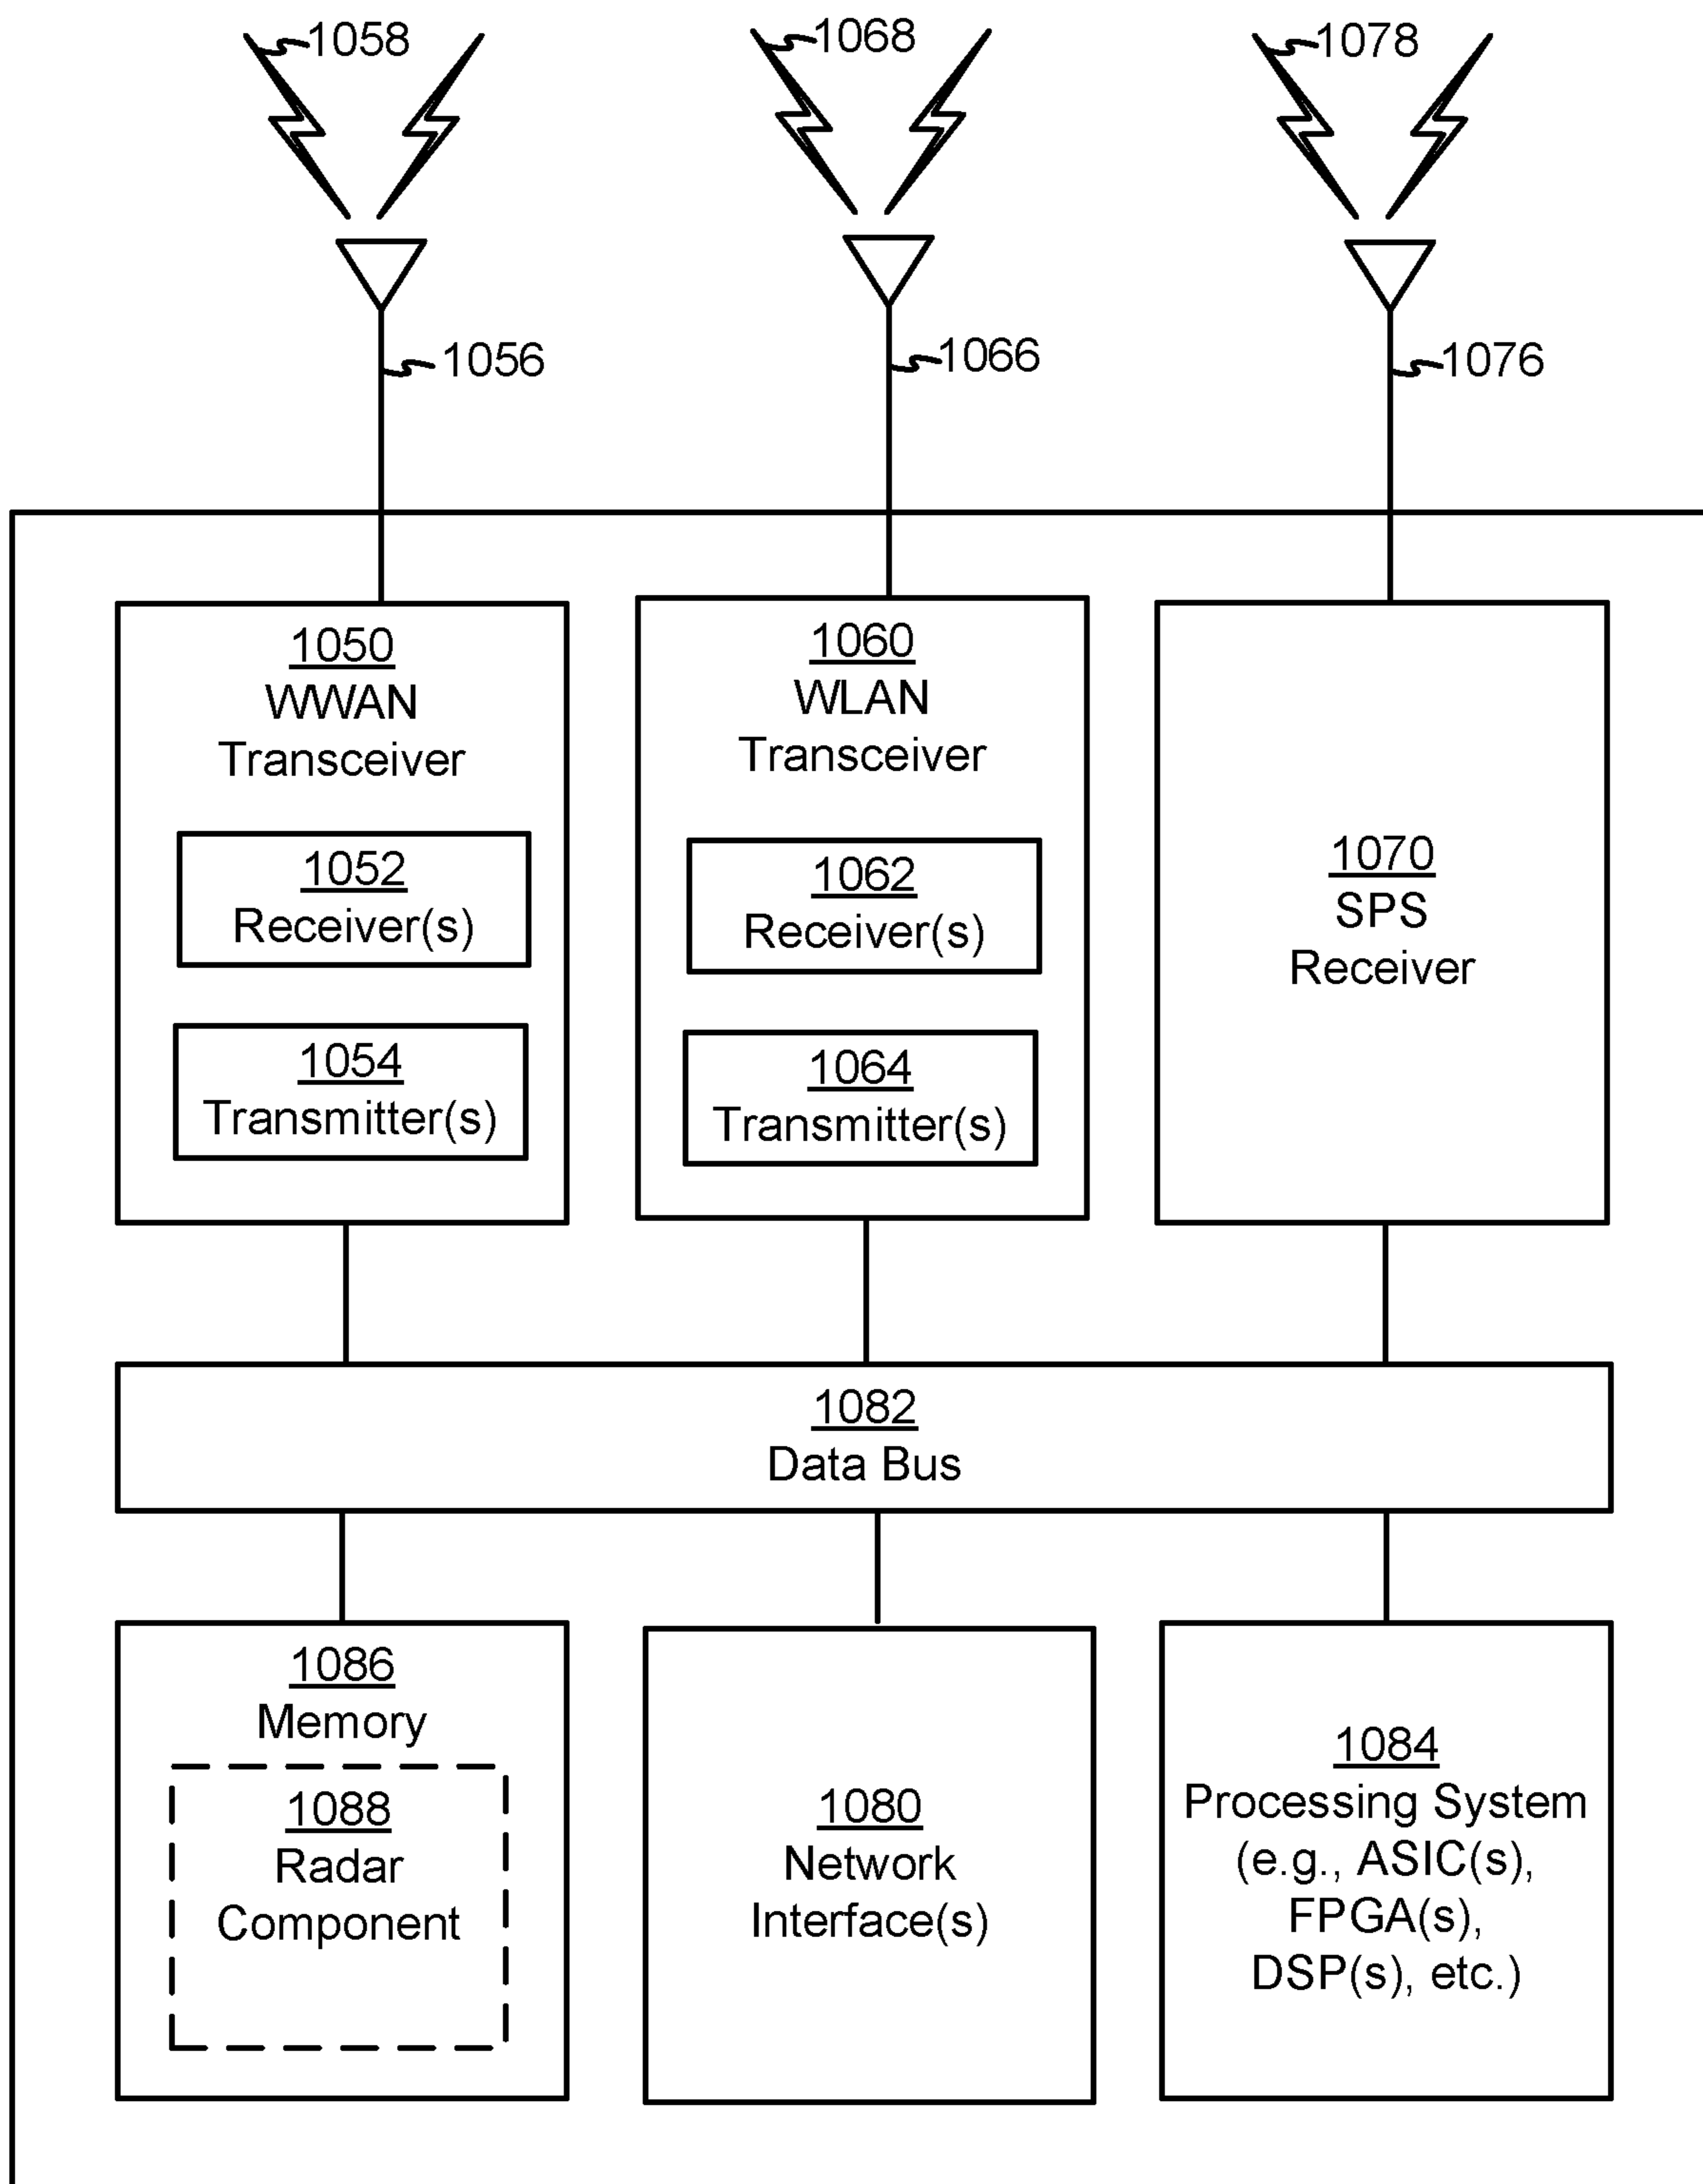 1058
1068
1078
1056
1066
1076
1050
WWAN
Transceiver
1052
Receiver(s)
1054
Transmitter(s)
1060
WLAN
Transceiver
1062
Receiver(s)
1064
Transmitter(s)
1070
SPS
Receiver
1082
Data Bus
1086
Memory
1088
Radar
Component
1080
Network
Interface(s)
1084
Processing System
(e.g., ASIC(s),
FPGA(s),
DSP(s), etc.)